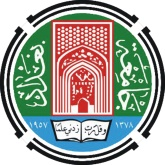 جامعة بغداد
١٩٥٧ ١٣٧٨
وقل رب زدني علما